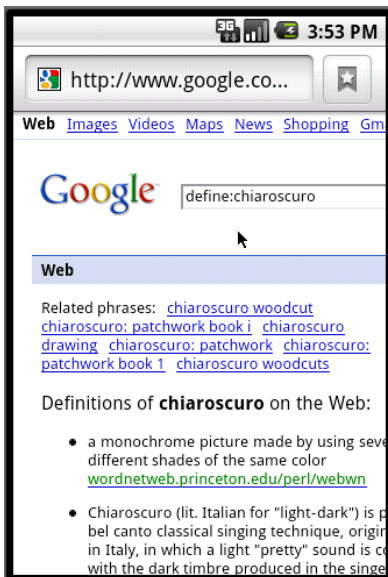 3G 3:53 PM
http://www.google.co...
Web Images Videos Maps News Shopping Gm
Google define:chiaroscuro
Web
Related phrases: chiaroscuro woodcut
chiaroscuro: patchwork book i chiaroscuro
drawing chiaroscuro: patchwork chiaroscuro:
patchwork book 1 chiaroscuro woodcuts
Definitions of chiaroscuro on the Web:
• a monochrome picture made by using seve
different shades of the same color
wordnetweb.princeton.edu/perl/webwn
• Chiaroscuro (lit. Italian for "light-dark") is p
bel canto classical singing technique, origin
in Italy, in which a light "pretty" sound is co
with the dark timbre produced in the singe